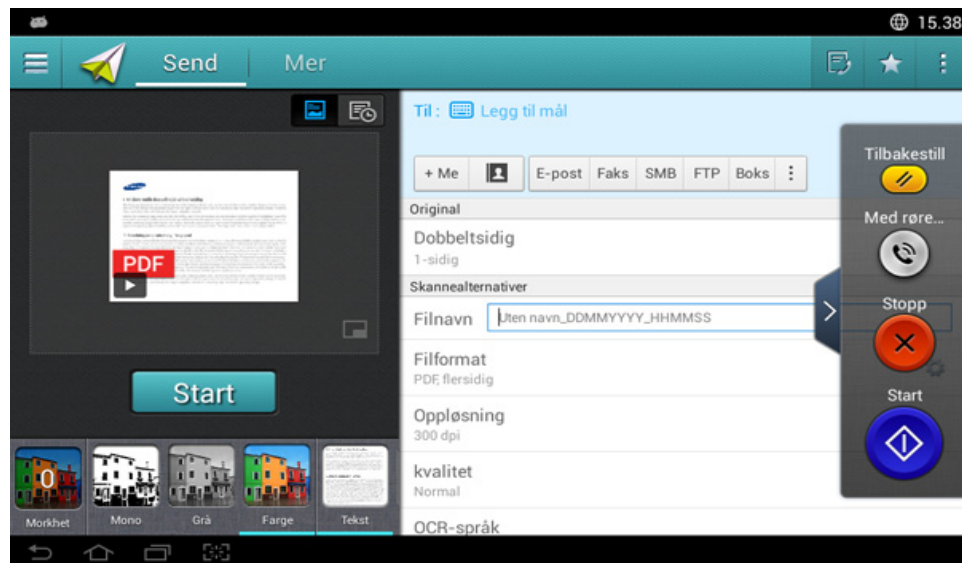 15.38
Send
Mer
Til : Legg til mål
+ Me
E-post
Faks
SMB
FTP
Boks
Original
Dobbeltsidig
1-sidig
Skannealternativer
Filnavn
Uten navn_DDMMYYYY_HHMMSS
Filformat
PDF, flersidig
Oppløsning
300 dpi
kvalitet
Normal
OCR-språk
PDF
Start
0
Morkhet
Mono
Grå
Farge
Tekst
Tilbakestill
Med røre...
Stopp
Start